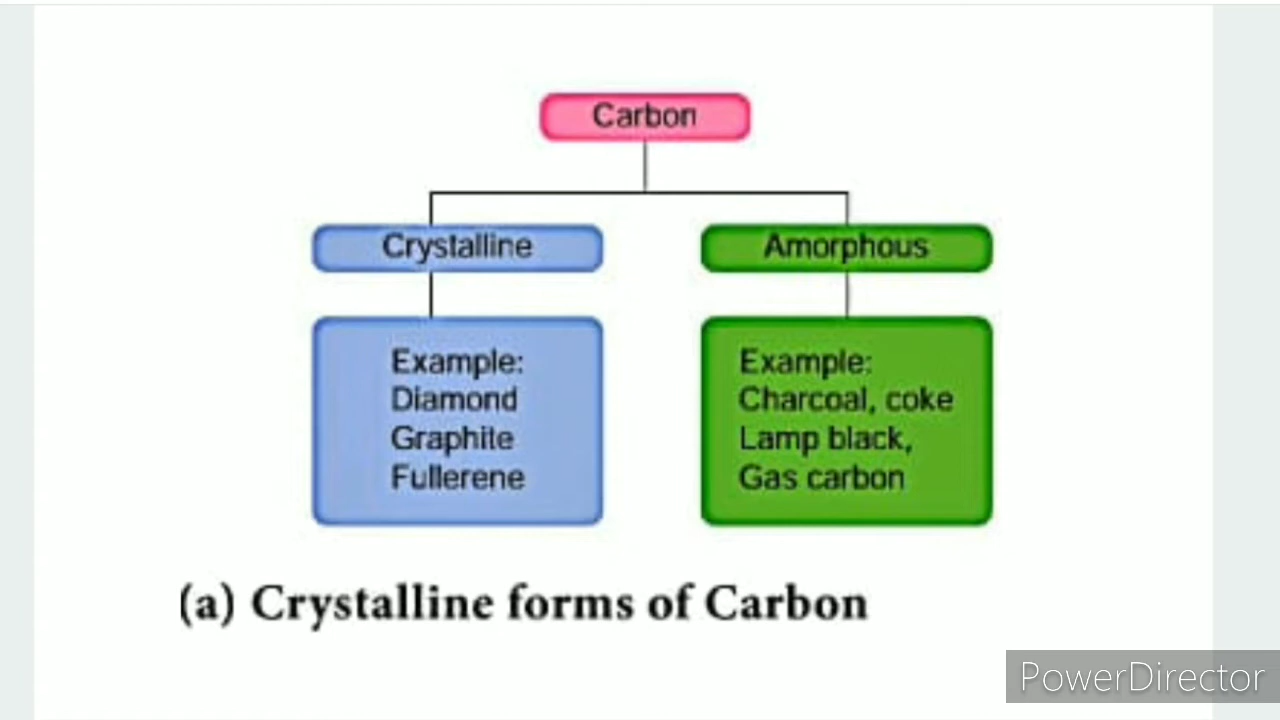 Carbon
Crystalline
Amorphous
Example:
Diamond
Graphite
Fullerene
Example:
Charcoal, coke
Lamp black,
Gas carbon
(a) Crystalline forms of Carbon
PowerDirector